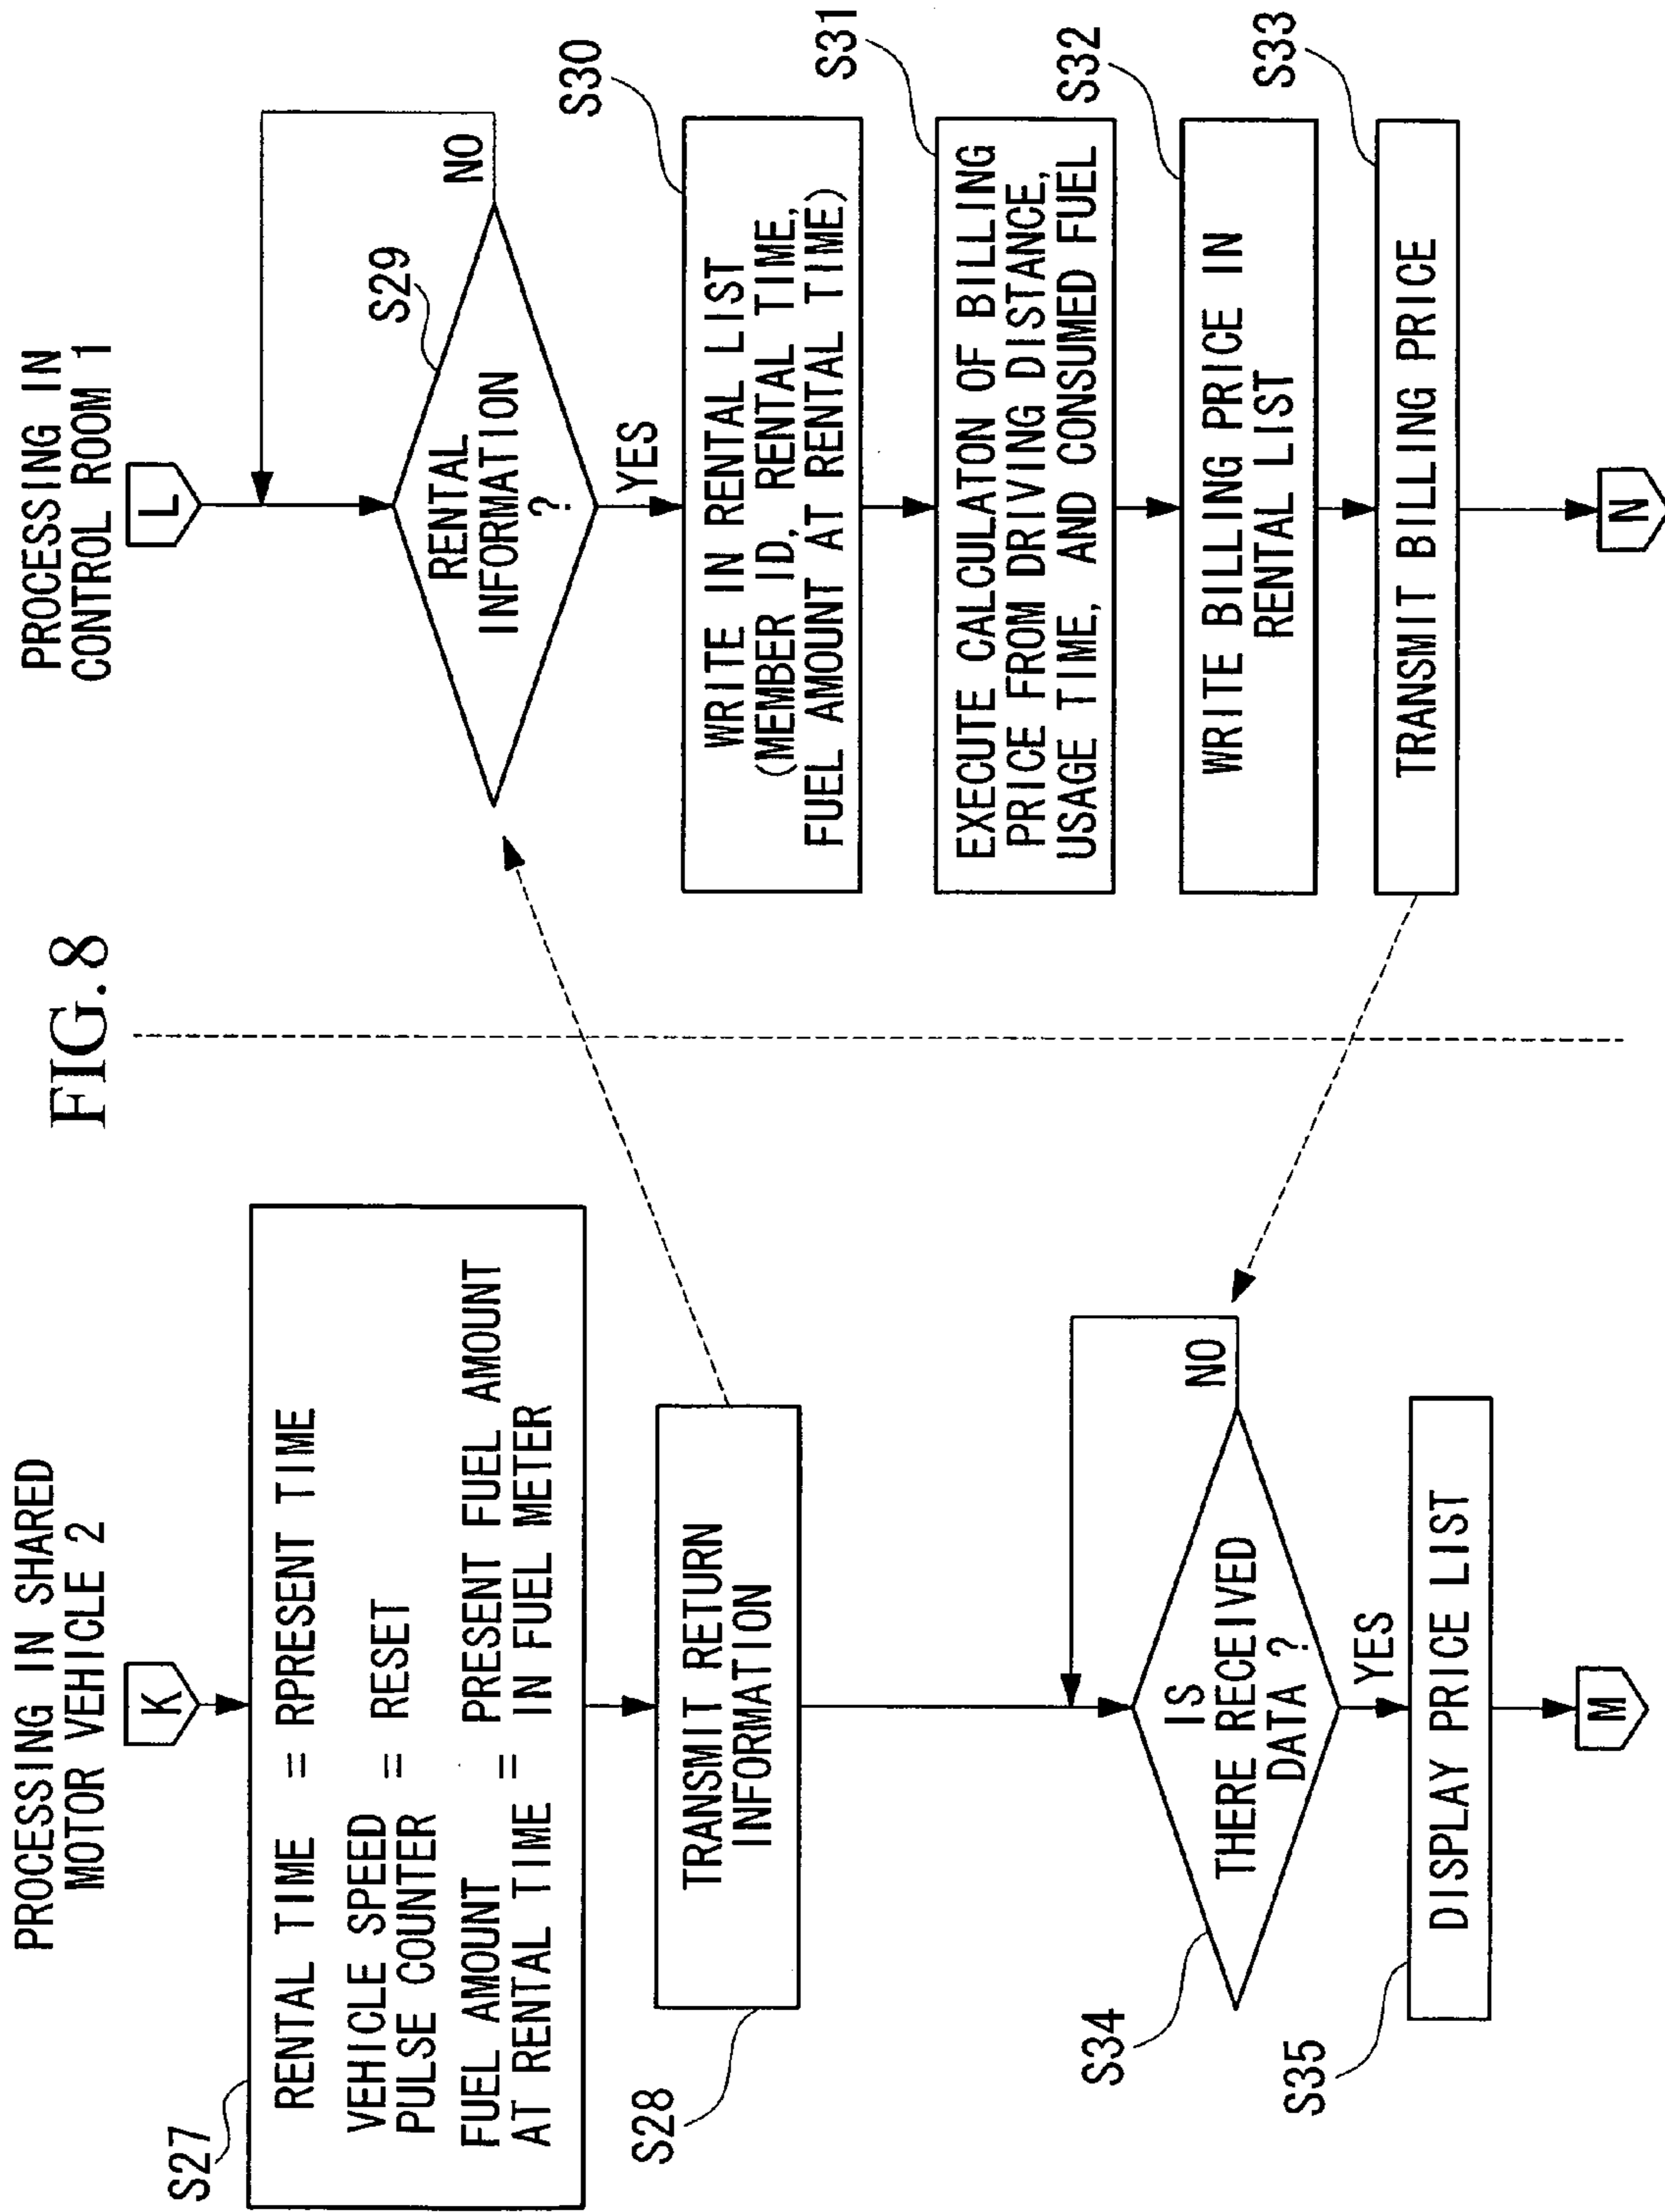 FIG. 8
PROCESSING IN SHARED
MOTOR VEHICLE 2
K
S27
RENTAL TIME = RPRESENT TIME
VEHICLE SPEED
PULSE COUNTER = RESET
FUEL AMOUNT
AT RENTAL TIME = PRESENT FUEL AMOUNT
IN FUEL METER
S28
TRANSMIT RETURN
INFORMATION
S34
IS
THERE RECEIVED
DATA ?
NO
YES
S35
DISPLAY PRICE LIST
M
PROCESSING IN
CONTROL ROOM 1
L
S29
RENTAL
INFORMATION
?
NO
YES
S30
WRITE IN RENTAL LIST
(MEMBER ID, RENTAL TIME,
FUEL AMOUNT AT RENTAL TIME)
S31
EXECUTE CALCULATON OF BILLING
PRICE FROM DRIVING DISTANCE,
USAGE TIME, AND CONSUMED FUEL
S32
WRITE BILLING PRICE IN
RENTAL LIST
S33
TRANSMIT BILLING PRICE
N